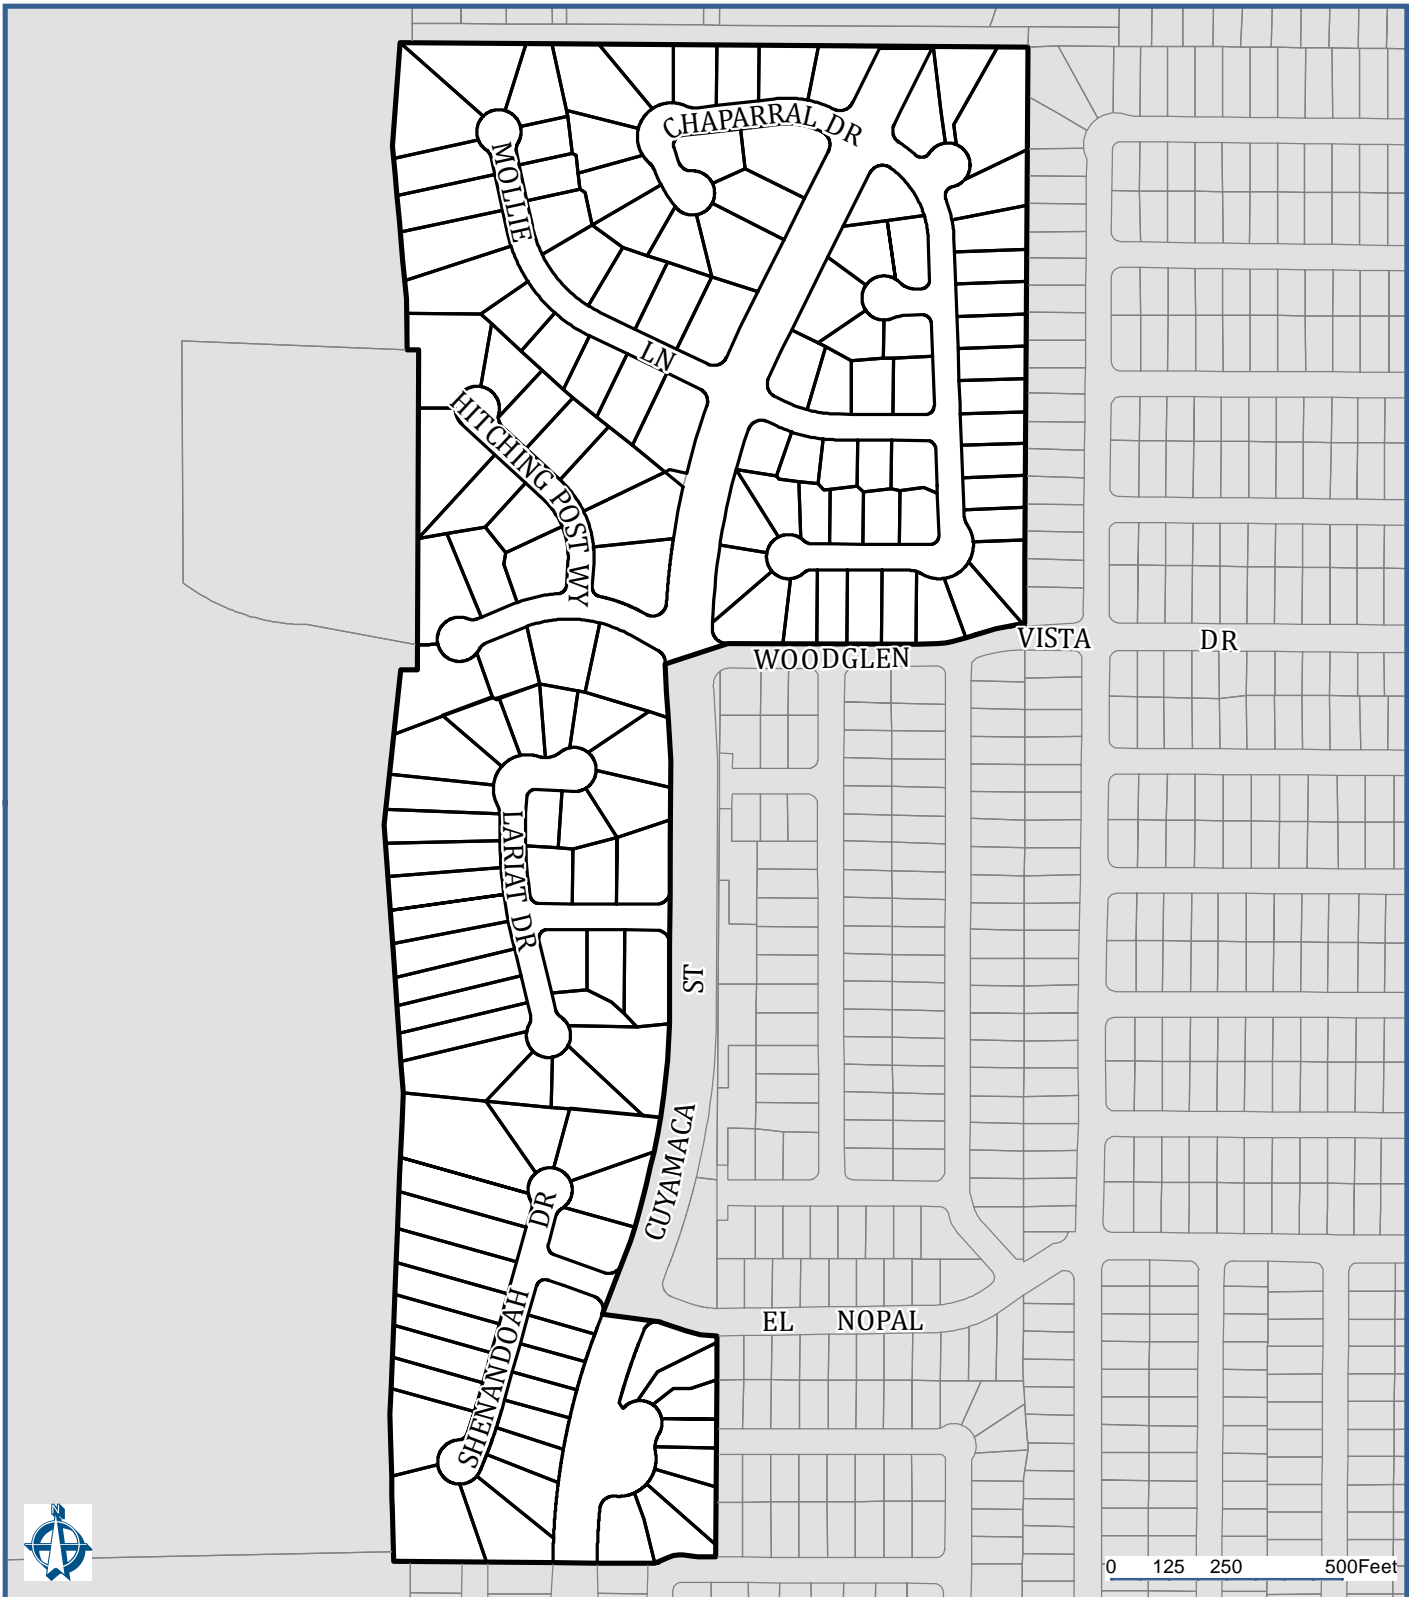 N
CHAPARRAL DR
MOLLIE
LN
HITCHING POST WY
VISTA
DR
WOODGLEN
LARIAT DR
ST
CUYAMACA
DR
SHENANDOAH
EL NOPAL
0 125 250 500Feet